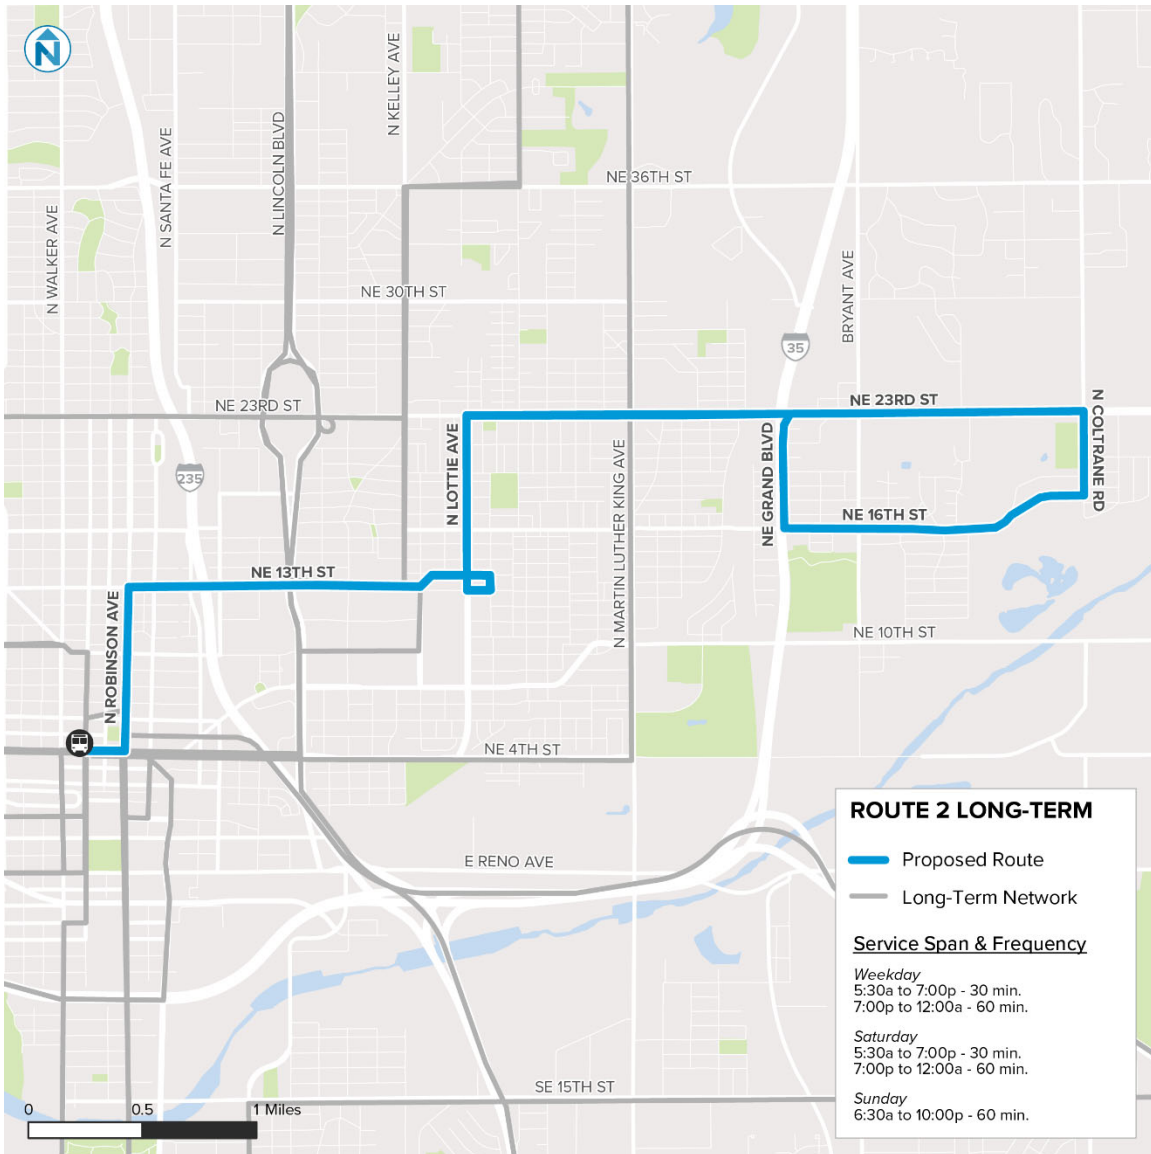 N
N KELLEY AVE
N SANTA FE AVE
N LINCOLN BLVD
NE 36TH ST
N WALKER AVE
BRYANT AVE
NE 30TH ST
35
NE 23RD ST
NE 23RD ST
N COLTRANE RD
N LOTTIE AVE
NE GRAND BLVD
N MARTIN LUTHER KING AVE
235
NE 16TH ST
NE 13TH ST
N ROBINSON AVE
NE 10TH ST
NE 4TH ST
E RENO AVE
SE 15TH ST
ROUTE 2 LONG-TERM
Proposed Route
Long-Term Network
Service Span & Frequency
Weekday
5:30a to 7:00p - 30 min.
7:00p to 12:00a - 60 min.
Saturday
5:30a to 7:00p - 30 min.
7:00p to 12:00a - 60 min.
Sunday
6:30a to 10:00p - 60 min.
0 0.5 1 Miles